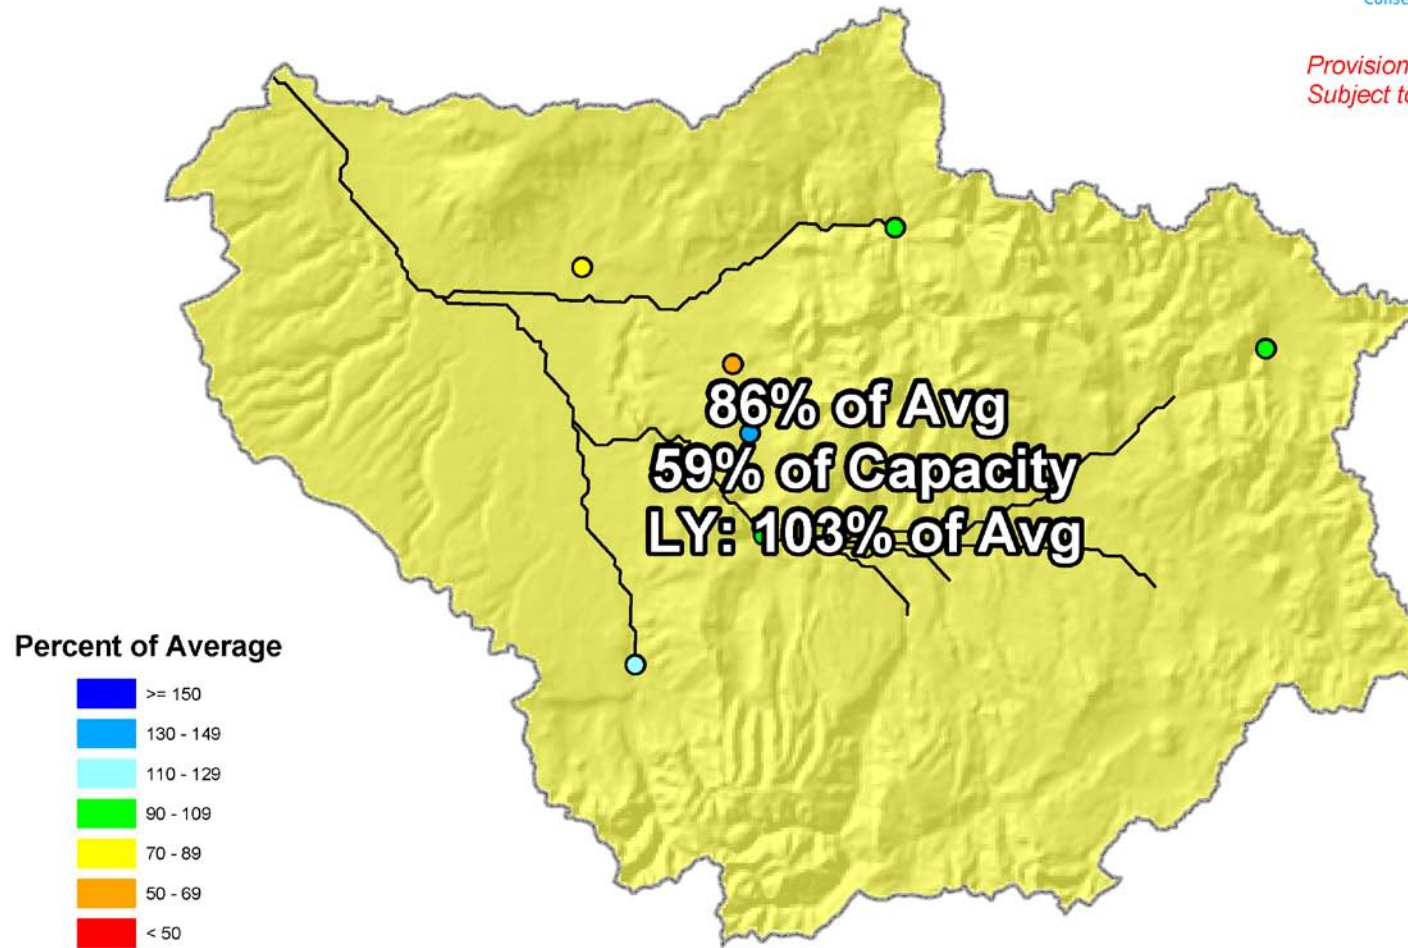 Provision
Subject to
86% of Avg
59% of Capacity
LY: 103% of Avg
Percent of Average
>= 150
130 - 149
110 - 129
90 - 109
70 - 89
50 - 69
< 50